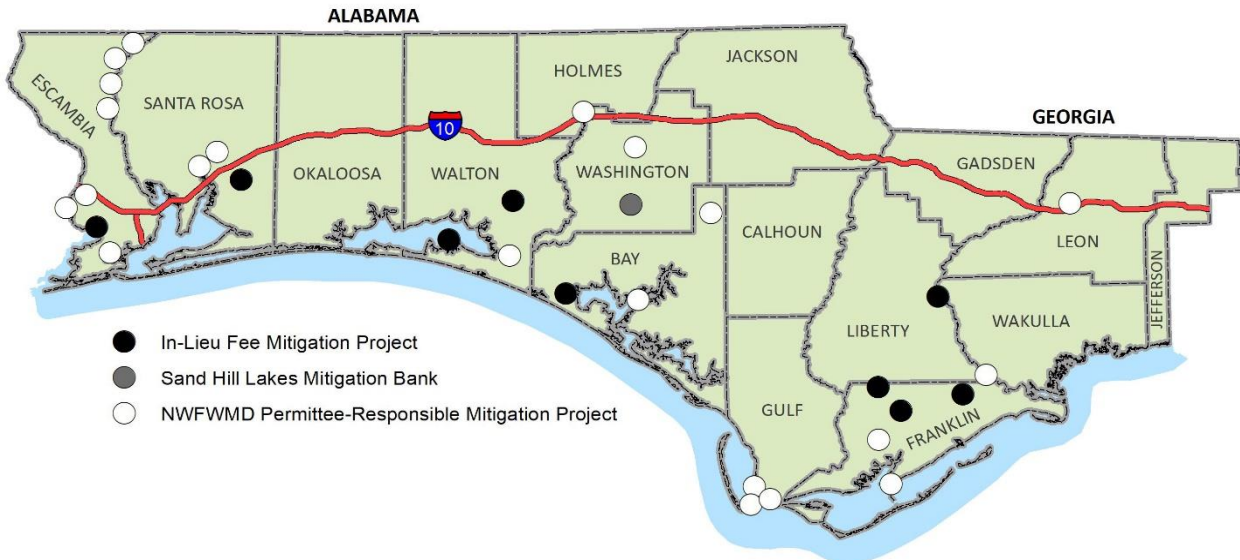 ALABAMA
HOLMES
JACKSON
ESCAMBIA
SANTA ROSA
GEORGIA
10
OKALOOSA
WALTON
WASHINGTON
GADSDEN
CALHOUN
LEON
BAY
JEFFERSON
LIBERTY
WAKULLA
In-Lieu Fee Mitigation Project
Sand Hill Lakes Mitigation Bank
NWFWMD Permittee-Responsible Mitigation Project
GULF
FRANKLIN